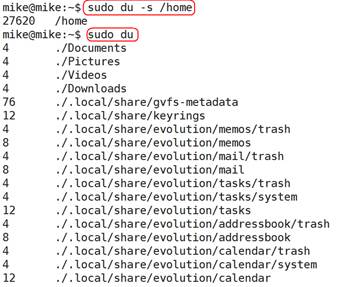 mike@mike:~$ sudo du -s /home
27620 /home
mike@mike:~$ sudo du
4 ./Documents
4 ./Pictures
4 ./Videos
4 ./Downloads
76 ./.local/share/gvfs-metadata
12 ./.local/share/keyrings
4 ./.local/share/evolution/memos/trash
8 ./.local/share/evolution/memos
4 ./.local/share/evolution/mail/trash
8 ./.local/share/evolution/mail
4 ./.local/share/evolution/tasks/trash
4 ./.local/share/evolution/tasks/system
12 ./.local/share/evolution/tasks
4 ./.local/share/evolution/addressbook/trash
8 ./.local/share/evolution/addressbook
4 ./.local/share/evolution/calendar/trash
4 ./.local/share/evolution/calendar/system
12 ./.local/share/evolution/calendar